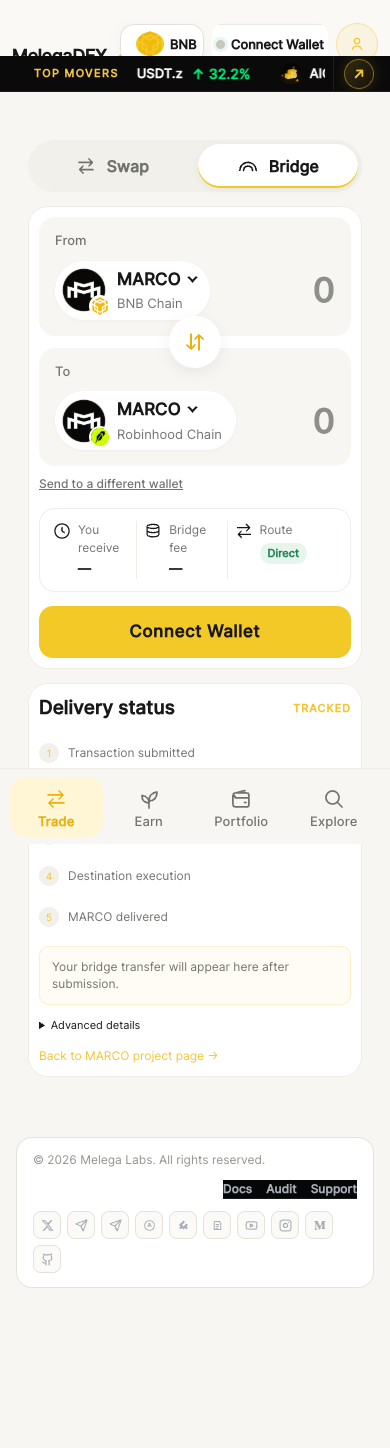 MelegaDEX
BNB
Connect Wallet
TOP MOVERS USDT.z ↑ 32.2%
Swap
Bridge
From
MARCO
BNB Chain
0
To
MARCO
Robinhood Chain
0
Send to a different wallet
You receive
—
Bridge fee
—
Route
Direct
Connect Wallet
Delivery status
TRACKED
1 Transaction submitted
Trade
Earn
Portfolio
Explore
4 Destination execution
5 MARCO delivered
Your bridge transfer will appear here after
submission.
Advanced details
Back to MARCO project page →
© 2026 Melega Labs. All rights reserved.
Docs Audit Support